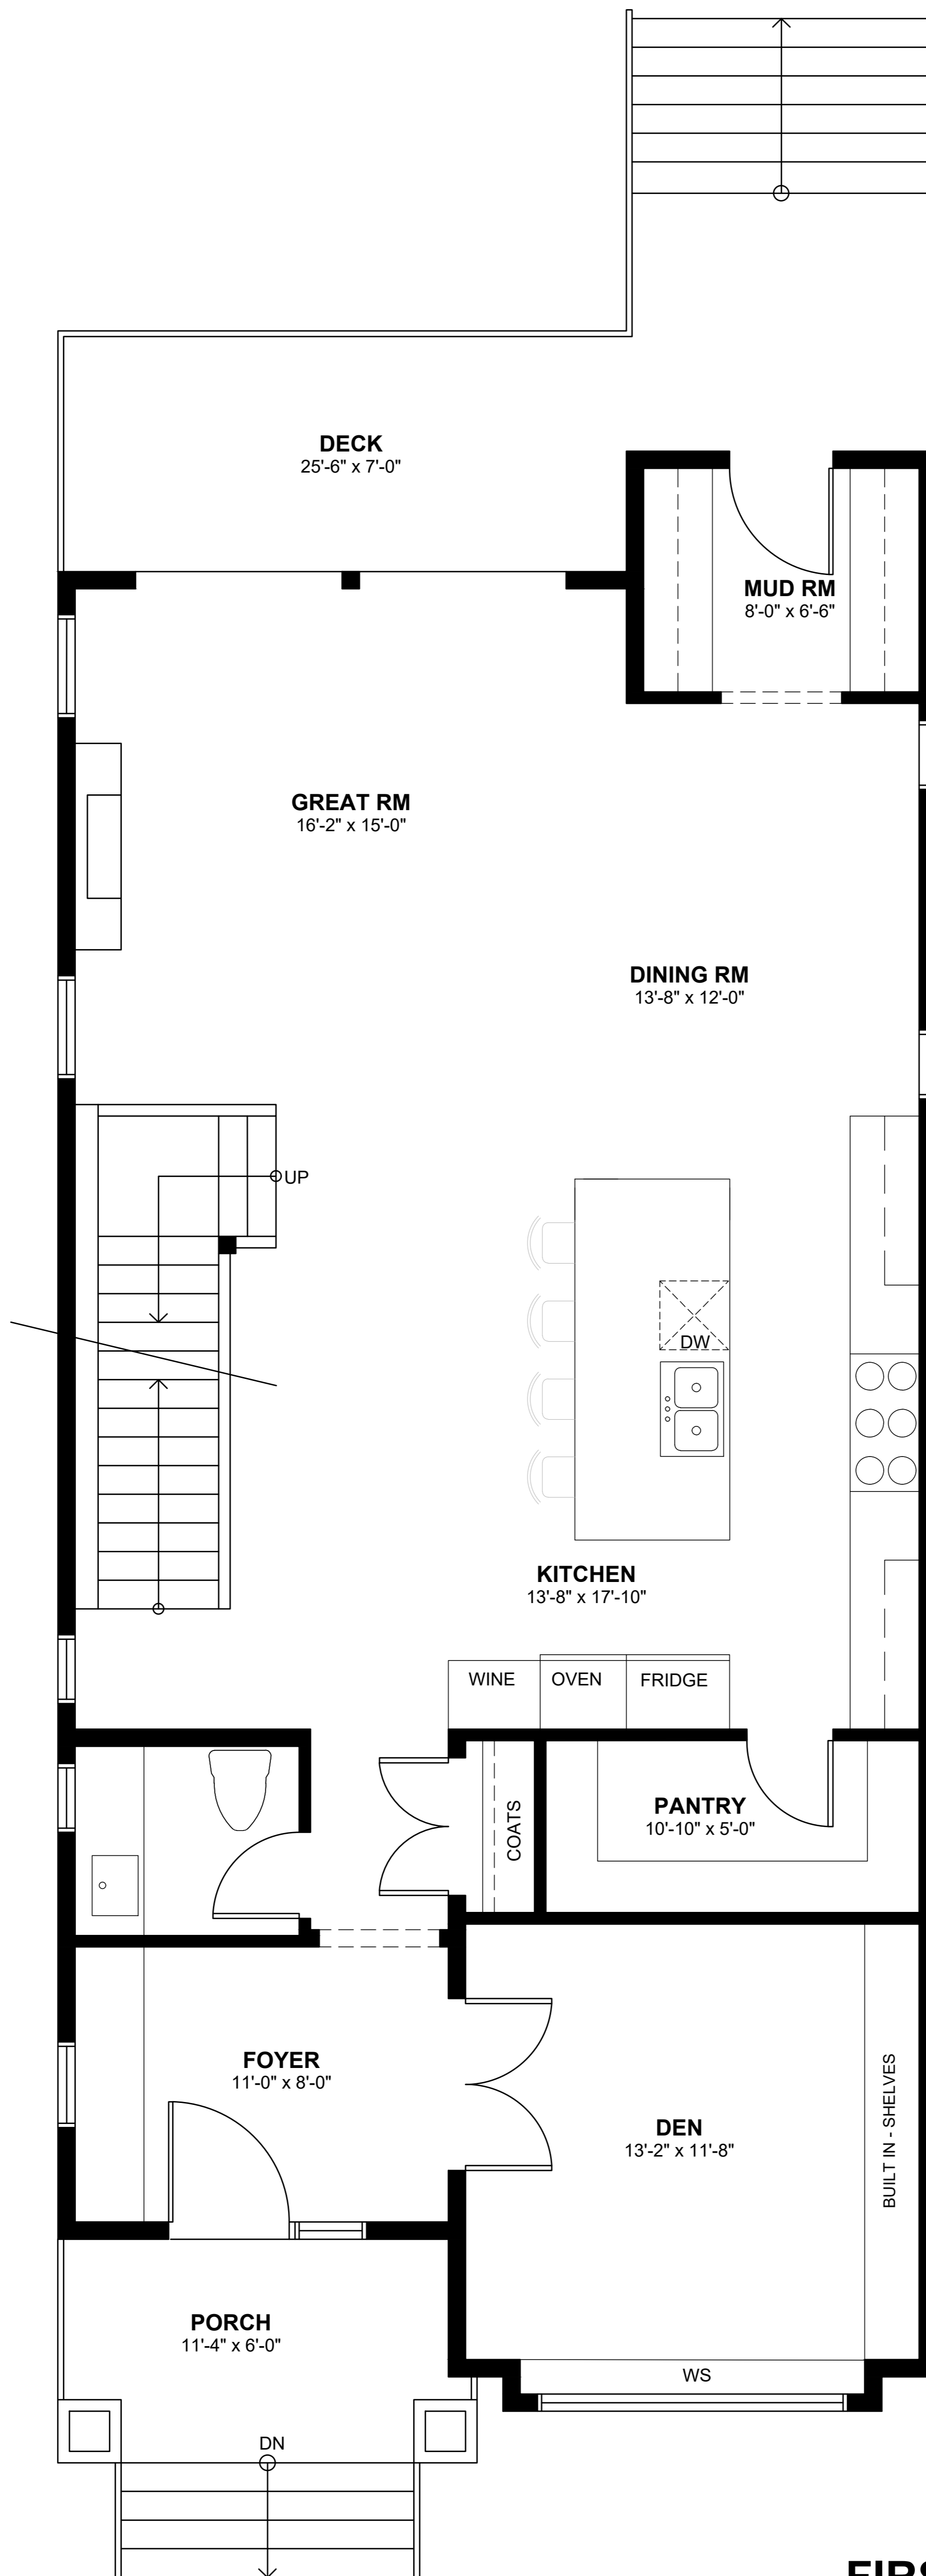 DECK
25'-6" x 7'-0"
MUD RM
8'-0" x 6'-6"
GREAT RM
16'-2" x 15'-0"
DINING RM
13'-8" x 12'-0"
UP
DW
KITCHEN
13'-8" x 17'-10"
WINE
OVEN
FRIDGE
COATS
PANTRY
10'-10" x 5'-0"
FOYER
11'-0" x 8'-0"
DEN
13'-2" x 11'-8"
BUILT IN - SHELVES
PORCH
11'-4" x 6'-0"
WS
DN